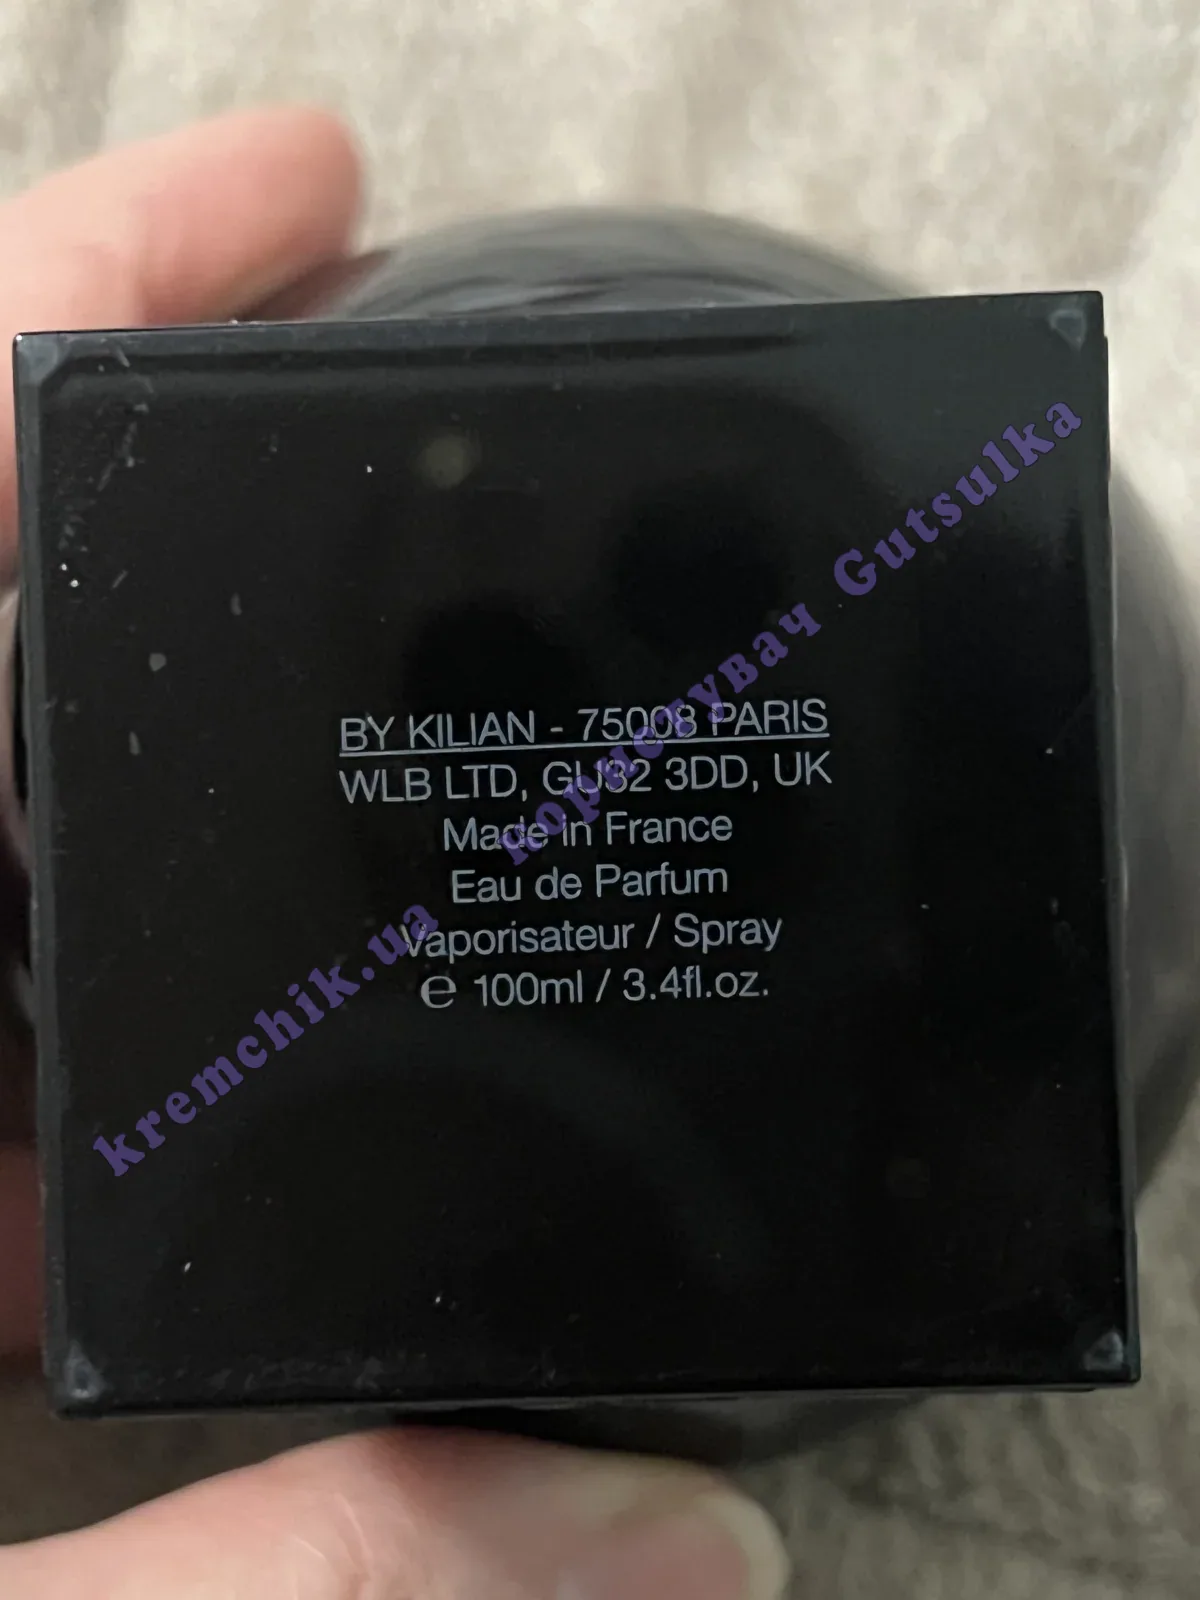 BY KILIAN - 75008 PARIS
WLB LTD, GU32 3DD, UK
Made in France
Eau de Parfum
Vaporisateur / Spray
℮ 100ml / 3.4fl.oz.
kremchik.ua користувач Gutsulka